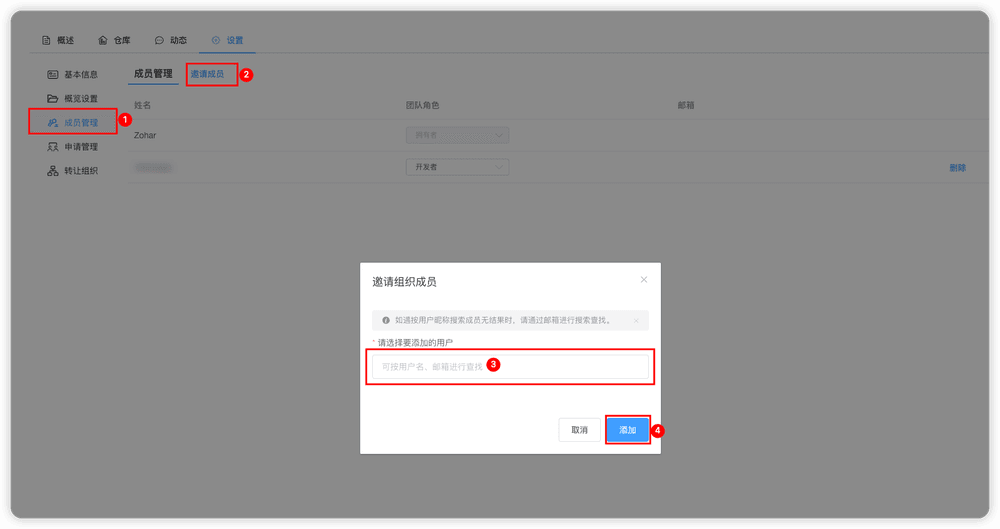 概述 仓库 动态 设置
基本信息
概览设置
1 成员管理
申请管理
转让组织
成员管理 邀请成员 2
姓名 团队角色 邮箱
Zohar 拥有者
开发者 删除
邀请组织成员
如遇按用户昵称搜索成员无结果时，请通过邮箱进行搜索查找。
* 请选择要添加的用户
可按用户名、邮箱进行查找 3
取消 添加 4